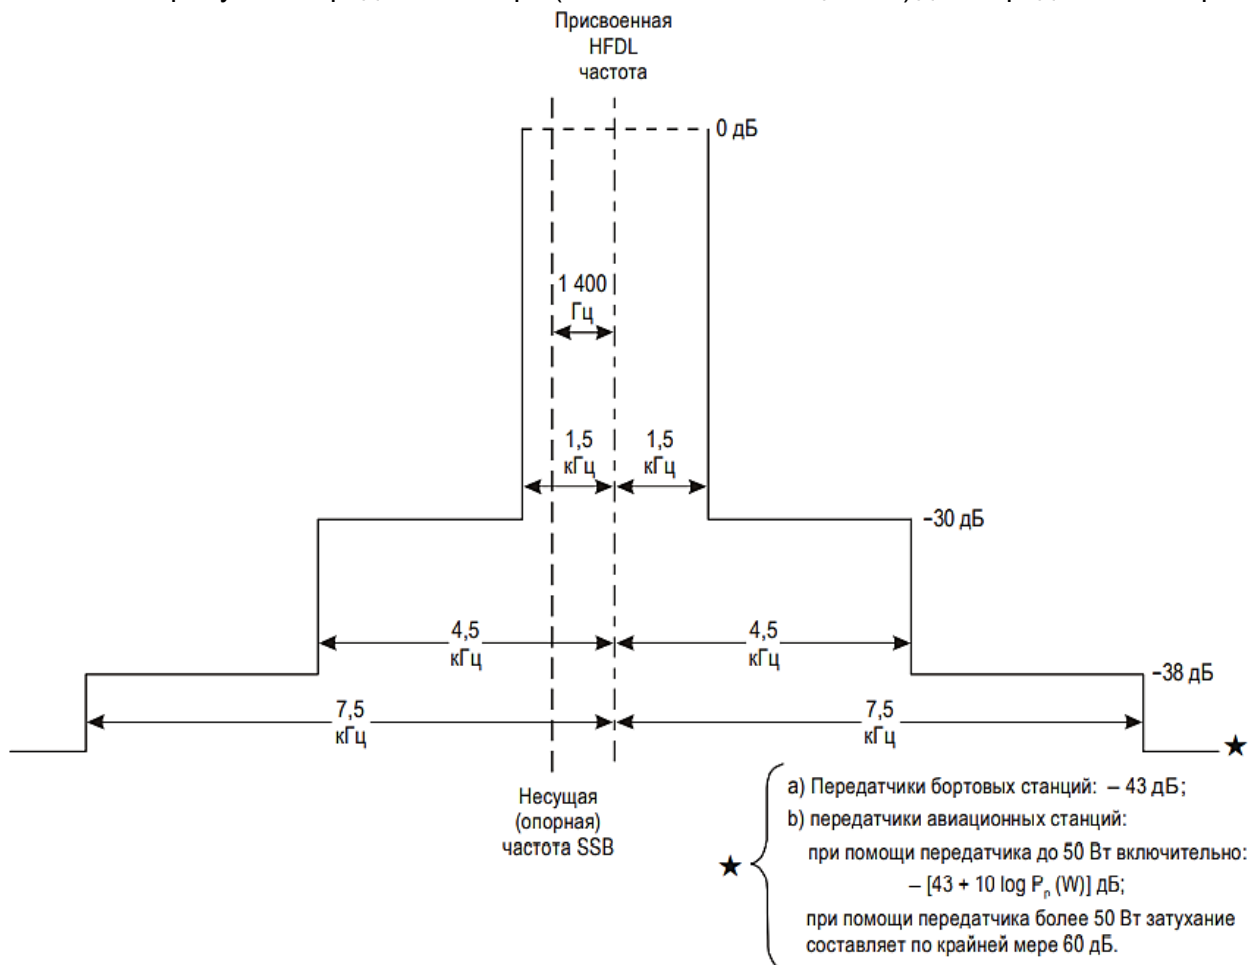 Присвоенная
HFDL
частота
0 дБ
1 400
Гц
1,5
кГц
1,5
кГц
–30 дБ
4,5
кГц
4,5
кГц
–38 дБ
7,5
кГц
7,5
кГц
★
Несущая
(опорная)
частота SSB
★
a) Передатчики бортовых станций: – 43 дБ;
b) передатчики авиационных станций:
при помощи передатчика до 50 Вт включительно:
– [43 + 10 log Pp (W)] дБ;
при помощи передатчика более 50 Вт затухание
составляет по крайней мере 60 дБ.